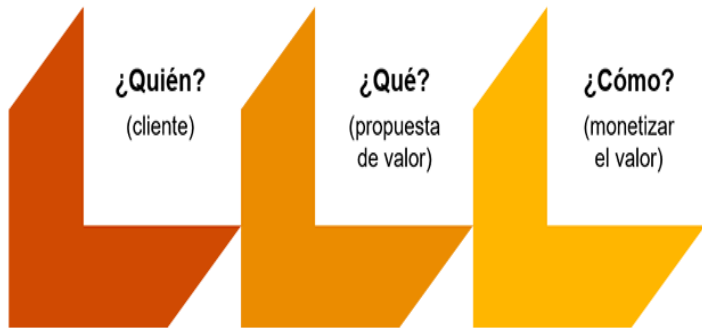 ¿Quién?
(cliente)
¿Qué?
(propuesta
de valor)
¿Cómo?
(monetizar
el valor)